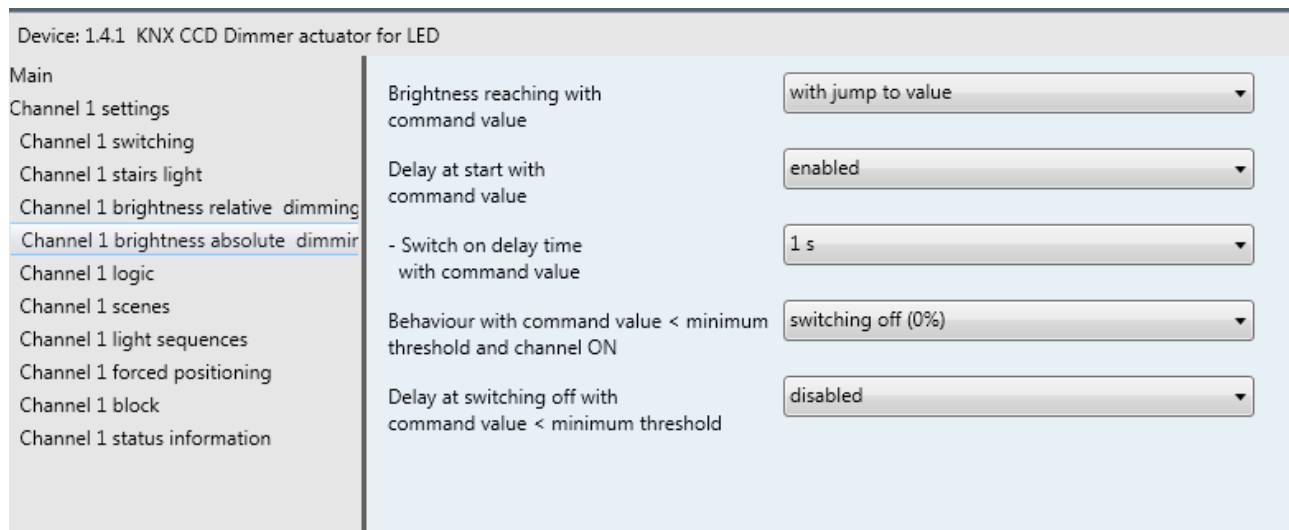 Device: 1.4.1 KNX CCD Dimmer actuator for LED
Main
Channel 1 settings
Channel 1 switching
Channel 1 stairs light
Channel 1 brightness relative dimming
Channel 1 brightness absolute dimmir
Channel 1 logic
Channel 1 scenes
Channel 1 light sequences
Channel 1 forced positioning
Channel 1 block
Channel 1 status information
Brightness reaching with
command value
with jump to value
Delay at start with
command value
enabled
- Switch on delay time
with command value
1 s
Behaviour with command value < minimum
threshold and channel ON
switching off (0%)
Delay at switching off with
command value < minimum threshold
disabled